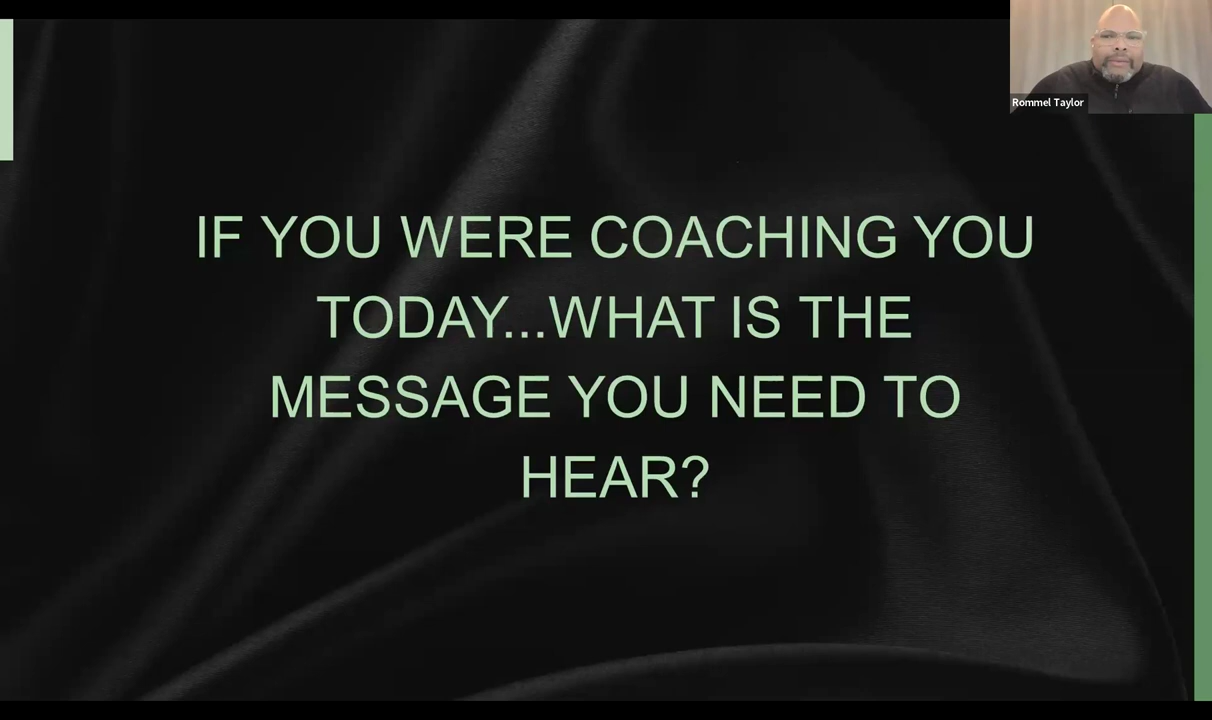 Rommel Taylor
IF YOU WERE COACHING YOU
TODAY...WHAT IS THE
MESSAGE YOU NEED TO
HEAR?